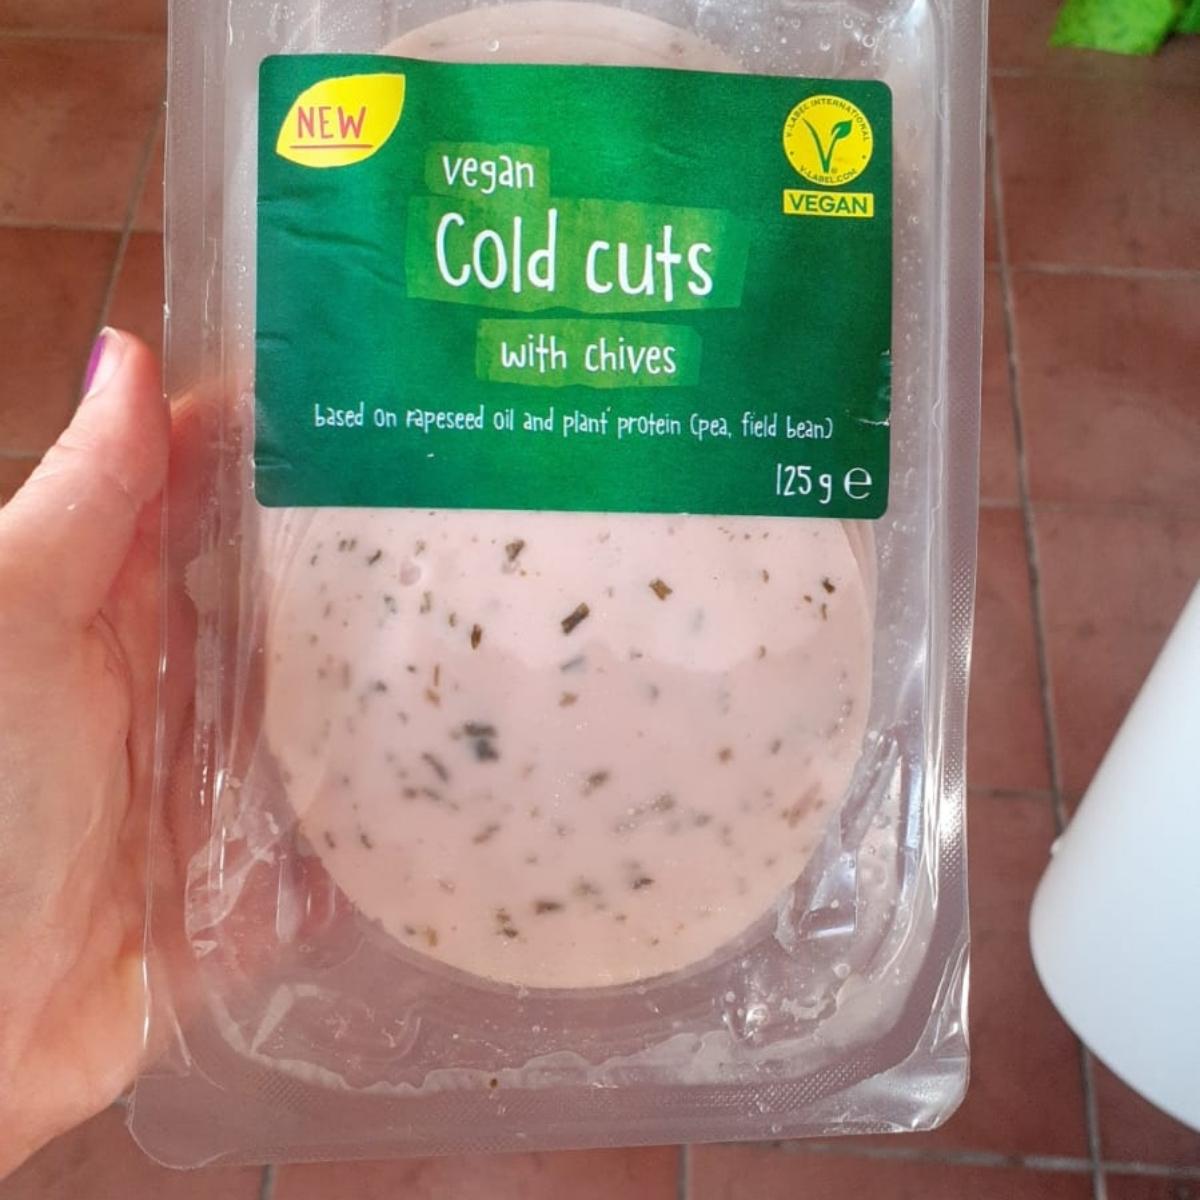 NEW
V-LABEL INTERNATIONAL
V-LABEL.COM
®
VEGAN
vegan
Cold cuts
with chives
based on rapeseed oil and plant protein (pea, field bean)
125 g ℮